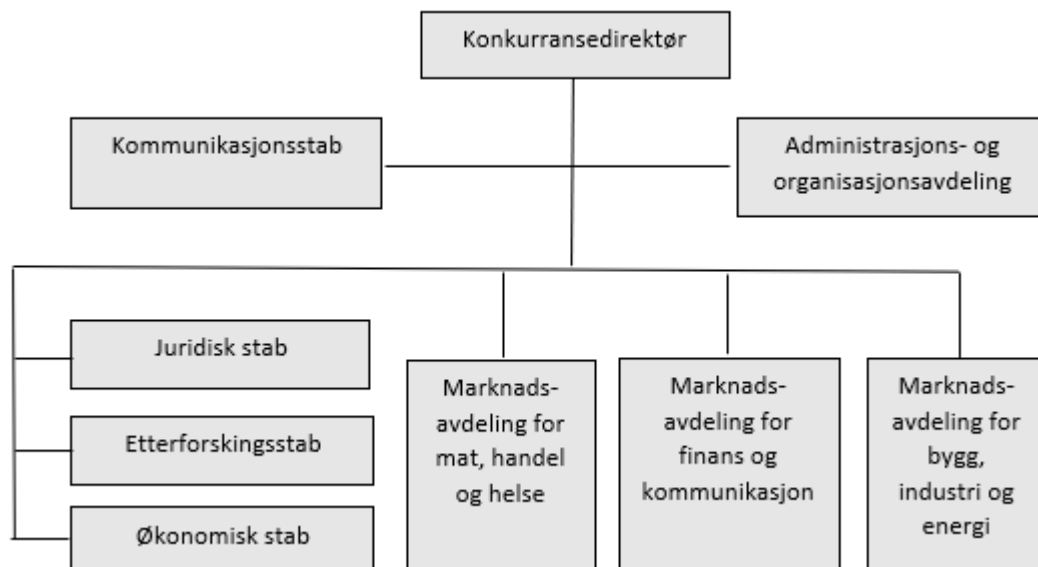 Konkurransedirektør
Kommunikasjonsstab
Administrasjons- og
organisasjonsavdeling
Juridisk stab
Etterforskingsstab
Økonomisk stab
Marknads-
avdeling for
mat, handel
og helse
Marknads-
avdeling for
finans og
kommunikasjon
Marknads-
avdeling for
bygg,
industri og
energi